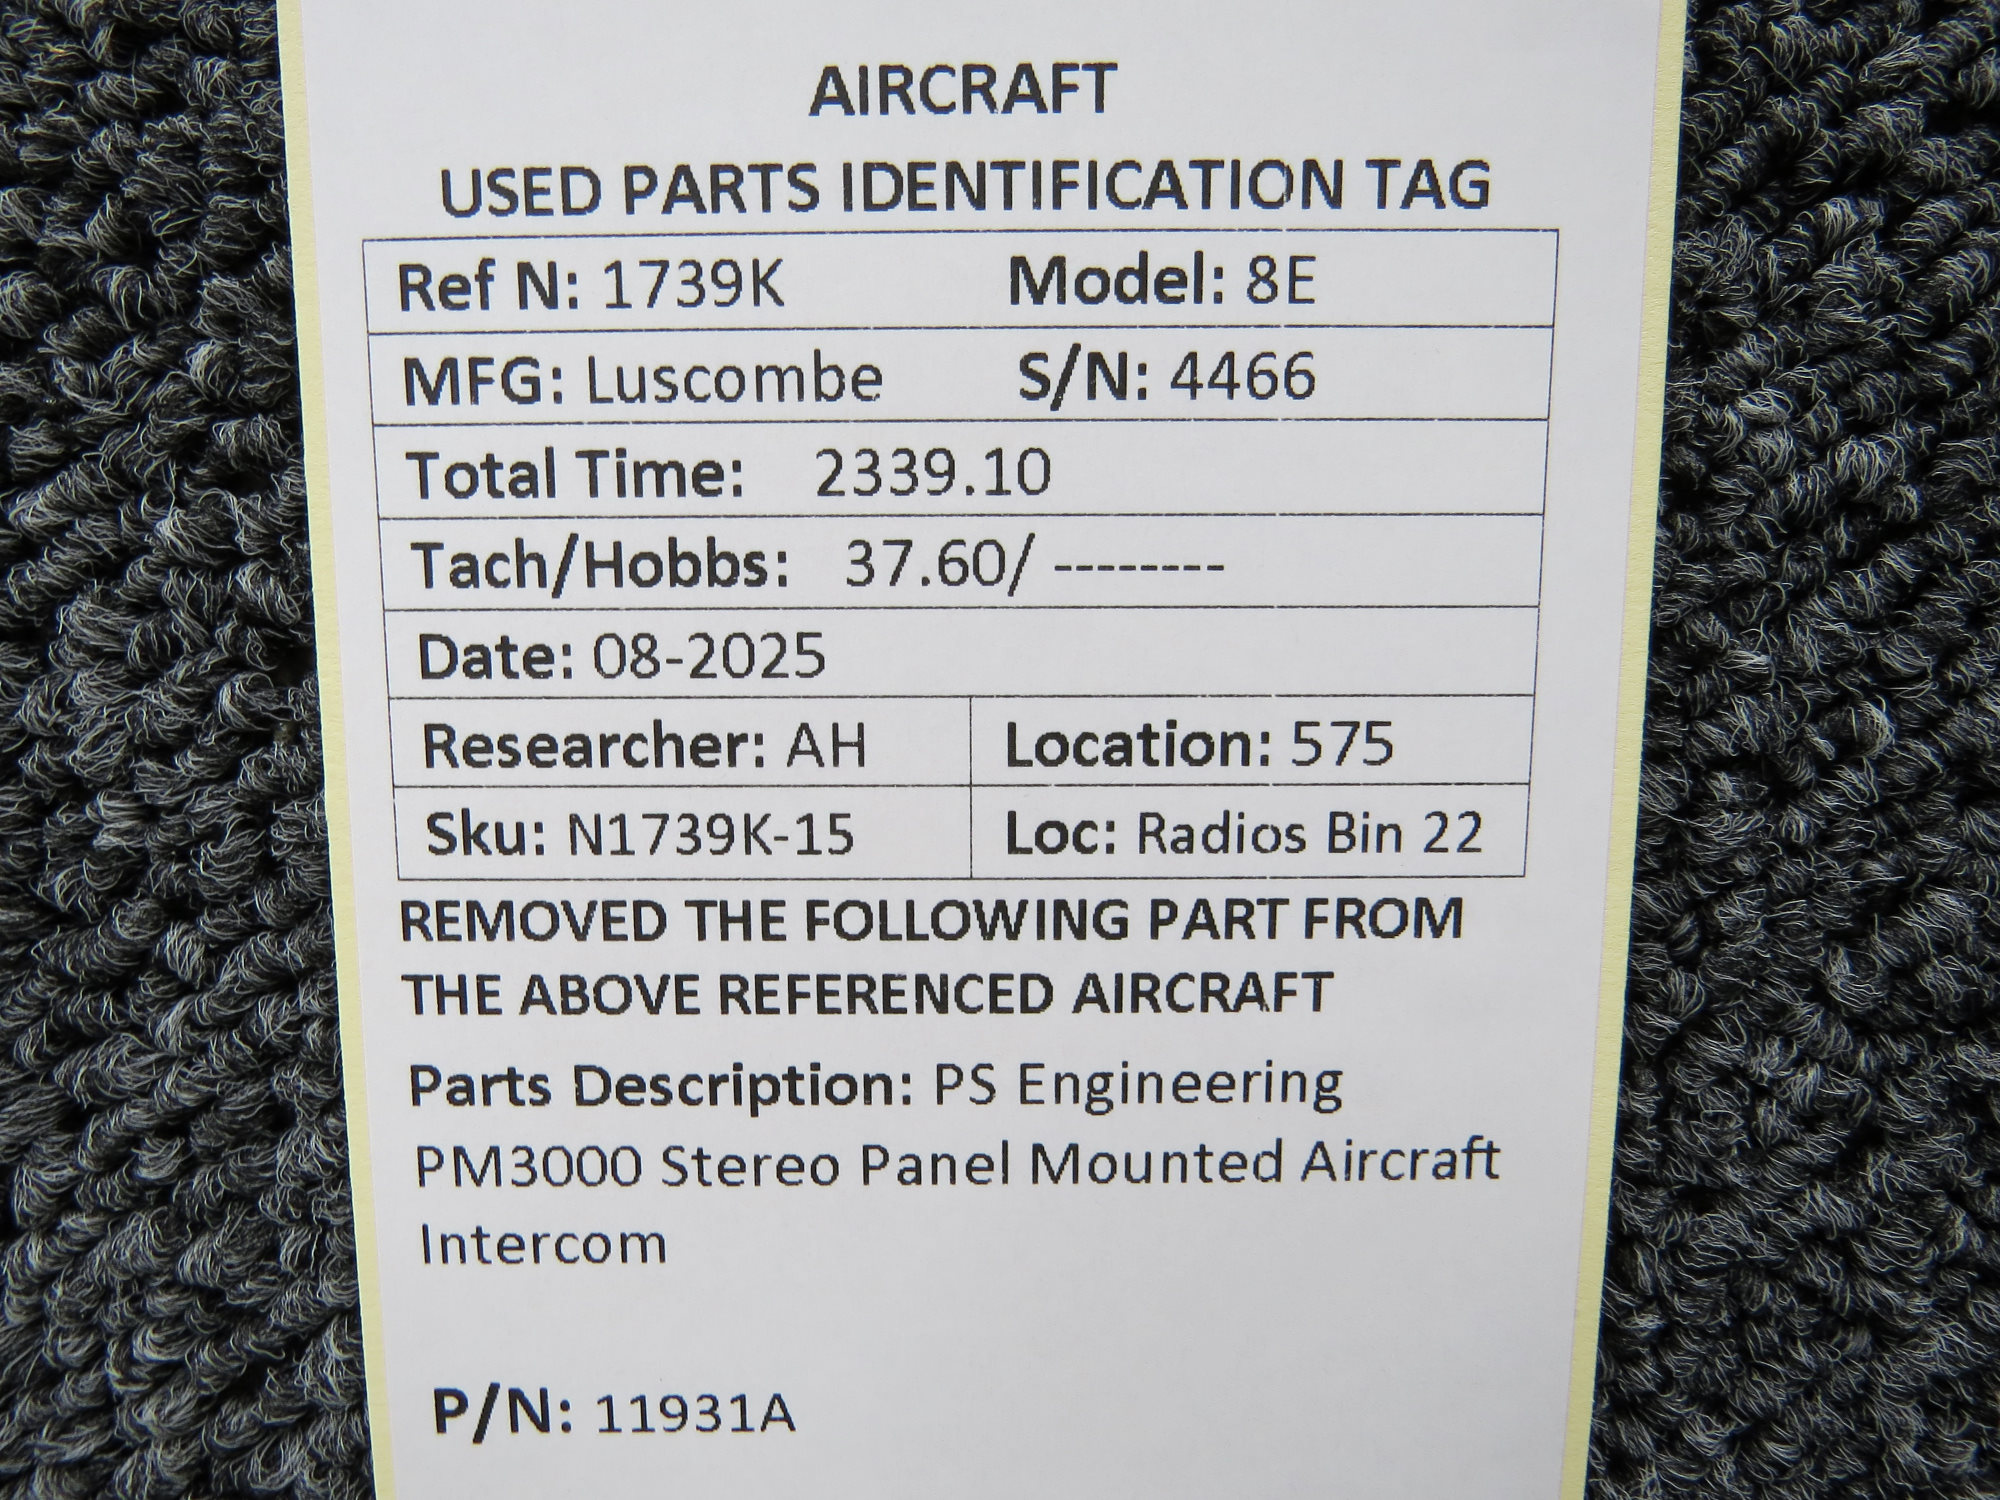 AIRCRAFT
USED PARTS IDENTIFICATION TAG
Ref N: 1739K Model: 8E
MFG: Luscombe S/N: 4466
Total Time: 2339.10
Tach/Hobbs: 37.60/ --------
Date: 08-2025
Researcher: AH Location: 575
Sku: N1739K-15 Loc: Radios Bin 22
REMOVED THE FOLLOWING PART FROM
THE ABOVE REFERENCED AIRCRAFT
Parts Description: PS Engineering
PM3000 Stereo Panel Mounted Aircraft
Intercom
P/N: 11931A